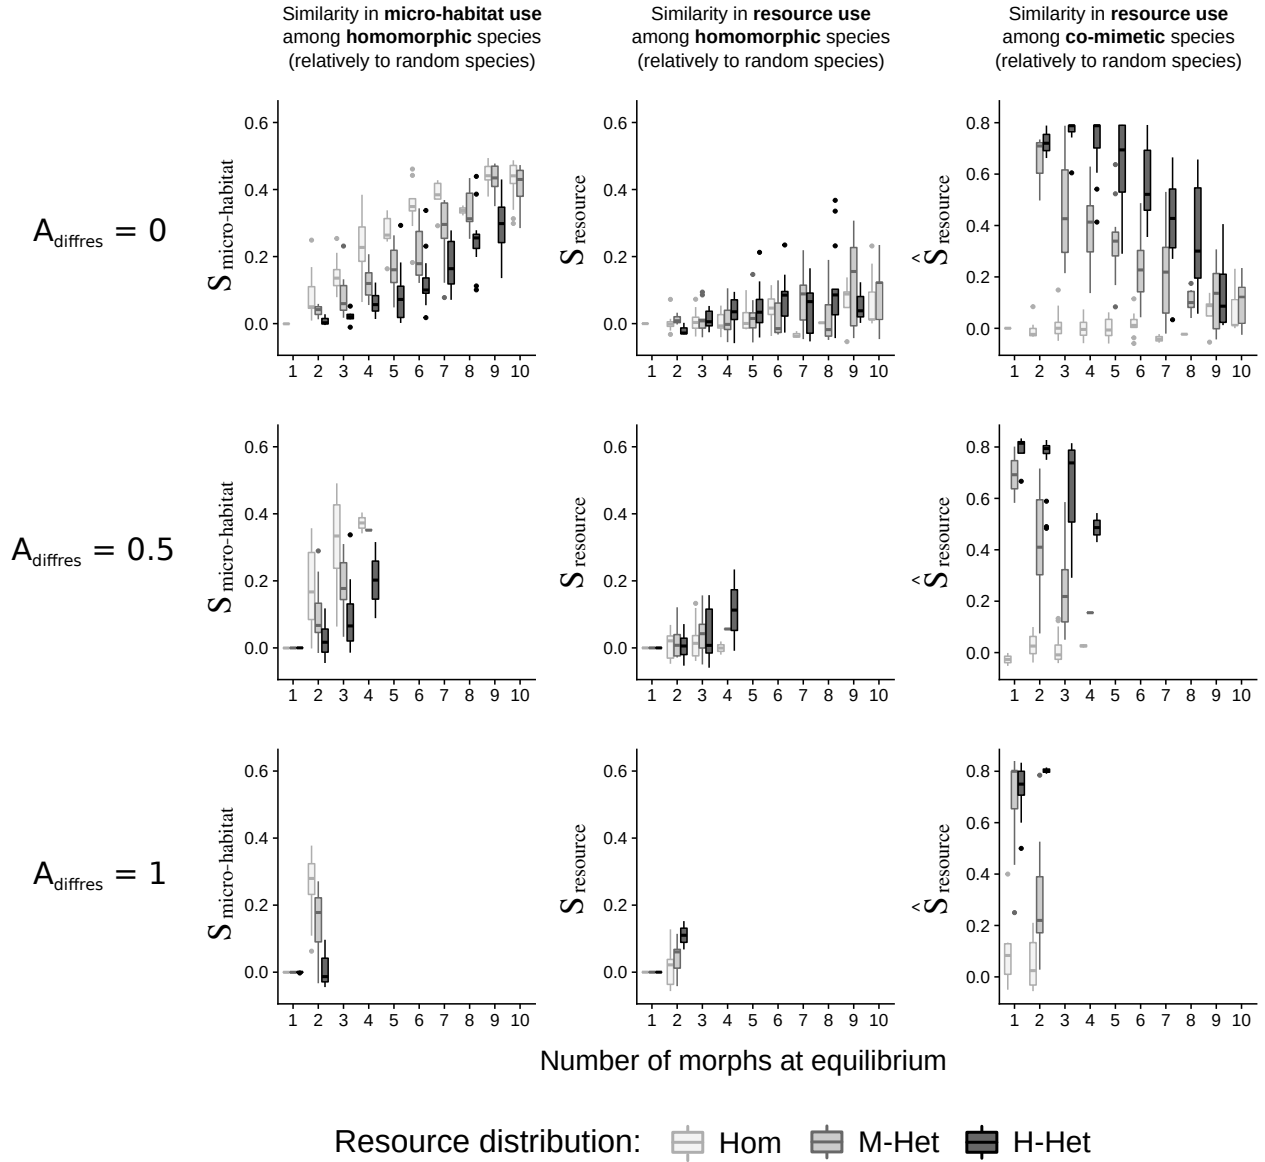 Similarity in micro-habitat use
among homomorphic species
(relatively to random species)
Similarity in resource use
among homomorphic species
(relatively to random species)
Similarity in resource use
among co-mimetic species
(relatively to random species)
A_diffres = 0
S micro-habitat
0.6
0.4
0.2
0.0
1 2 3 4 5 6 7 8 9 10
S resource
0.6
0.4
0.2
0.0
1 2 3 4 5 6 7 8 9 10
Ŝ resource
0.8
0.6
0.4
0.2
0.0
1 2 3 4 5 6 7 8 9 10
A_diffres = 0.5
S micro-habitat
0.6
0.4
0.2
0.0
1 2 3 4 5 6 7 8 9 10
S resource
0.6
0.4
0.2
0.0
1 2 3 4 5 6 7 8 9 10
Ŝ resource
0.8
0.6
0.4
0.2
0.0
1 2 3 4 5 6 7 8 9 10
A_diffres = 1
S micro-habitat
0.6
0.4
0.2
0.0
1 2 3 4 5 6 7 8 9 10
S resource
0.6
0.4
0.2
0.0
1 2 3 4 5 6 7 8 9 10
Ŝ resource
0.8
0.6
0.4
0.2
0.0
1 2 3 4 5 6 7 8 9 10
Number of morphs at equilibrium
Resource distribution: Hom M-Het H-Het